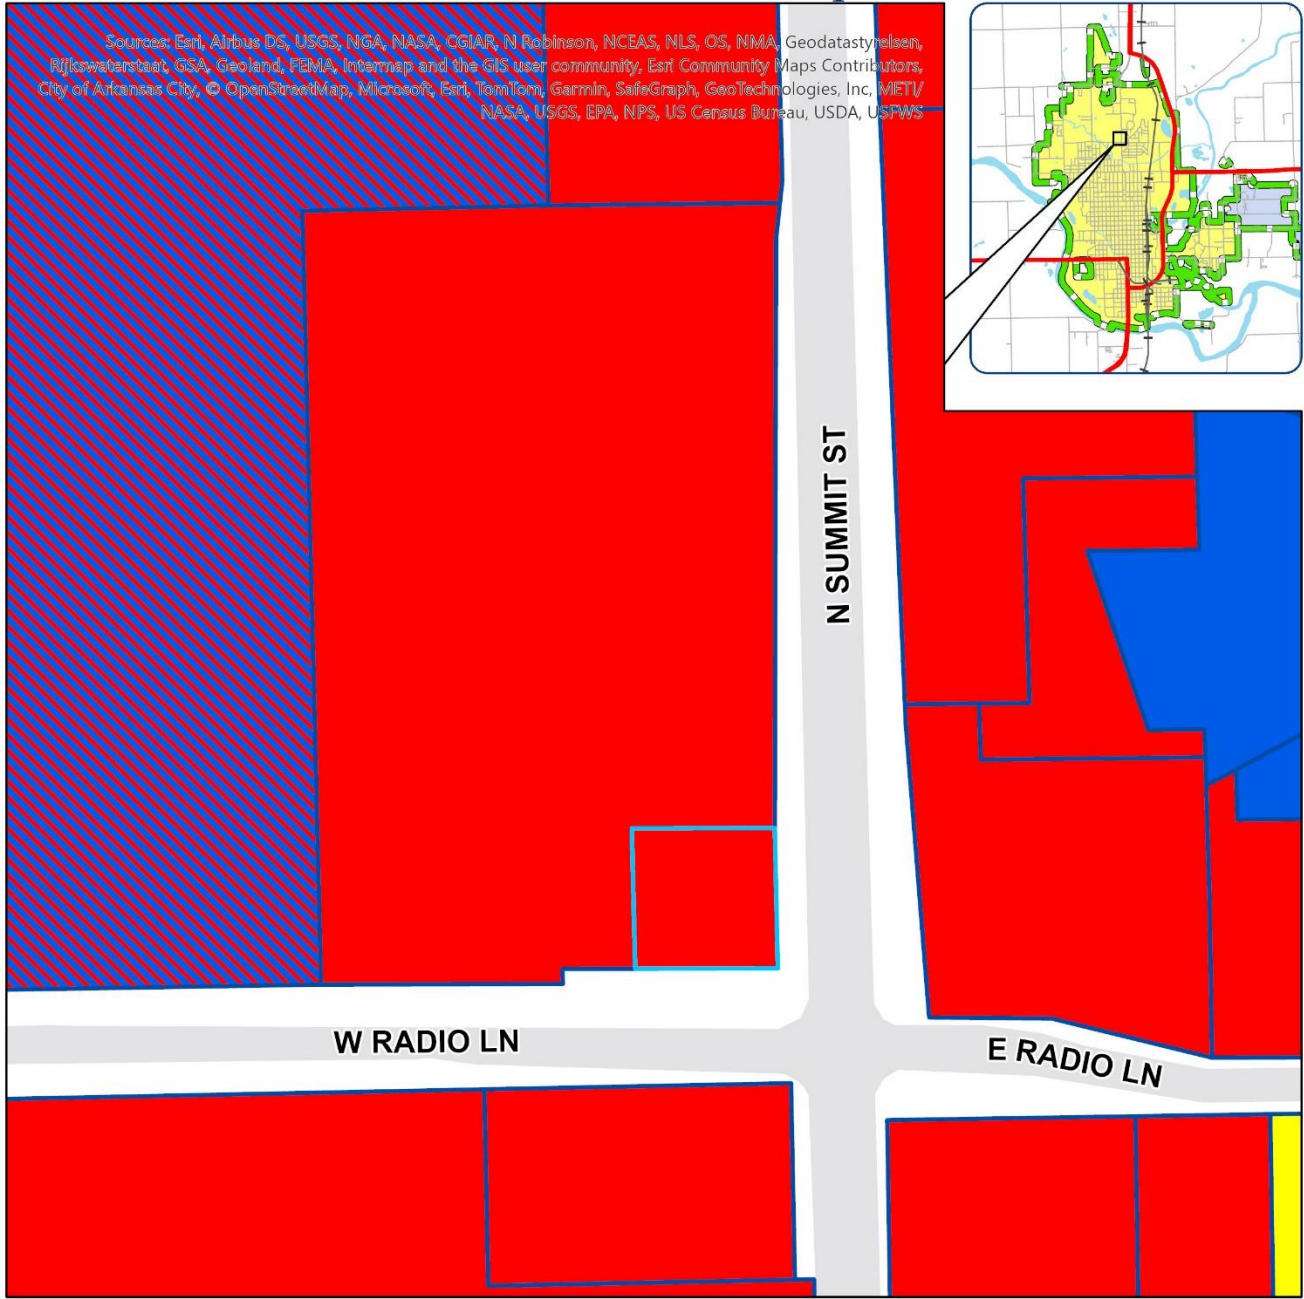 Sources: Esri, Airbus DS, USGS, NGA, NASA, CGIAR, N Robinson, NCEAS, NLS, OS, NMA, Geodatastyrelsen,
Rijkswaterstaat, GSA, Geoland, FEMA, Intermap and the GIS user community, Esri Community Maps Contributors,
City of Arkansas City, © OpenStreetMap, Microsoft, Esri, TomTom, Garmin, SafeGraph, GeoTechnologies, Inc, METI/
NASA, USGS, EPA, NPS, US Census Bureau, USDA, USFWS
N SUMMIT ST
W RADIO LN
E RADIO LN